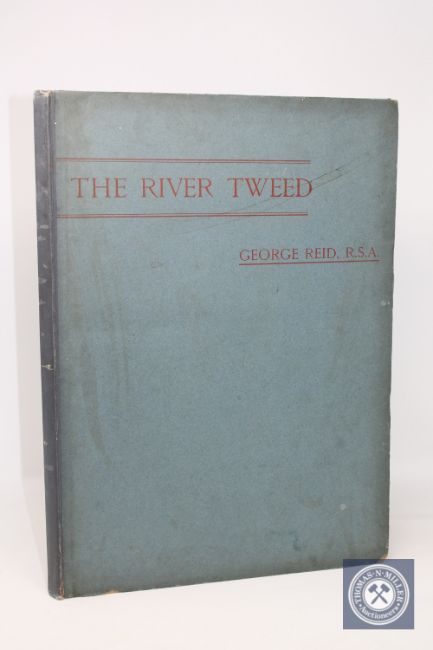 THE RIVER TWEED
GEORGE REID, R.S.A.
THOMAS·N·MILLER
Auctioneers